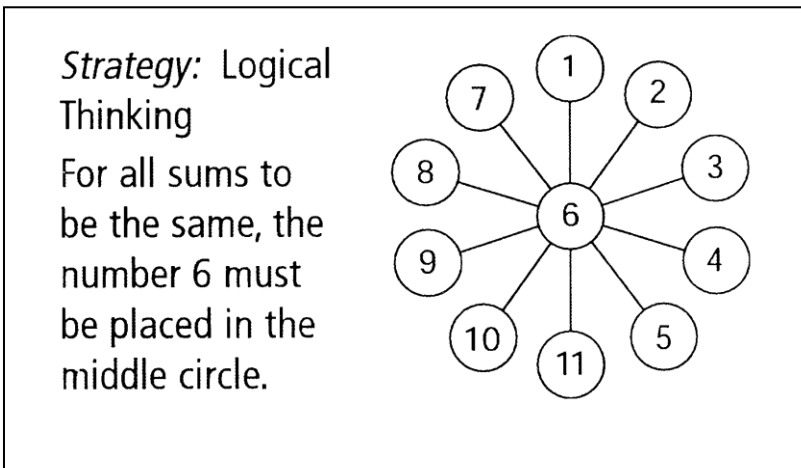 Strategy: Logical
Thinking
For all sums to
be the same, the
number 6 must
be placed in the
middle circle.
1
7
2
8
3
6
9
4
10
5
11